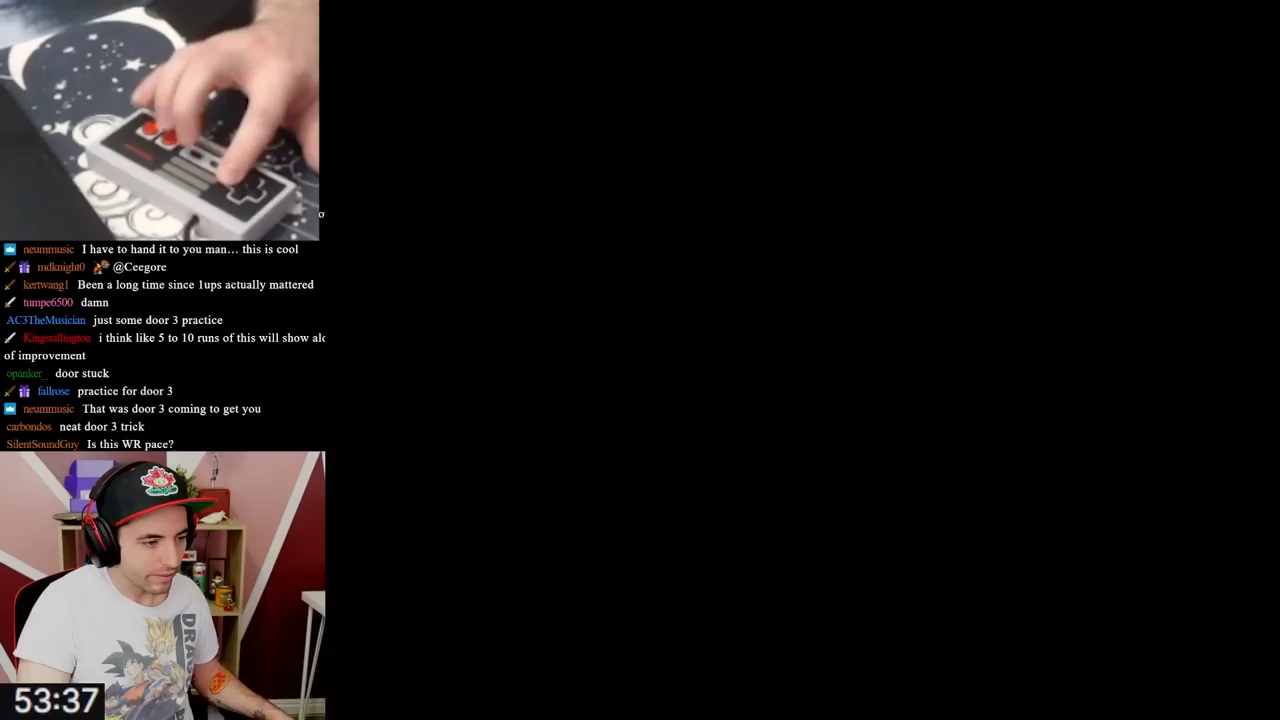 neummusic I have to hand it to you man… this is cool
mdknight0 @Ceegore
kertwang1 Been a long time since 1ups actually mattered
tumpe6500 damn
AC3TheMusician just some door 3 practice
Kingstallington i think like 5 to 10 runs of this will show alo
of improvement
opanker_ door stuck
fallrose practice for door 3
neummusic That was door 3 coming to get you
carbondos neat door 3 trick
SilentSoundGuy Is this WR pace?
DRA
53:37